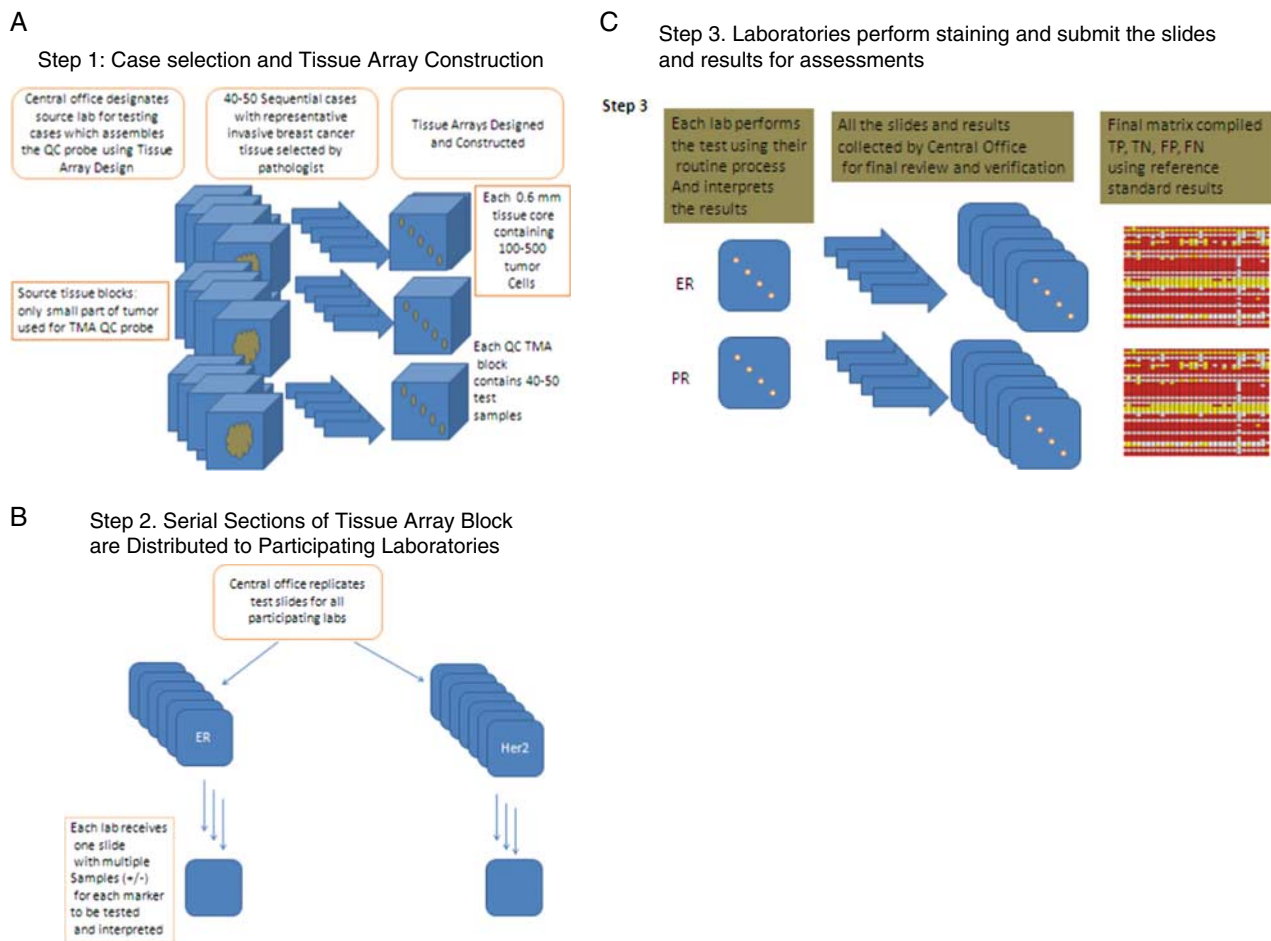 A
Step 1: Case selection and Tissue Array Construction
Central office designates
source lab for testing
cases which assembles
the QC probe using Tissue
Array Design
40-50 Sequential cases
with representative
invasive breast cancer
tissue selected by
pathologist
Tissue Arrays Designed
and Constructed
Each 0.6 mm
tissue core
containing
100-500
tumor
Cells
Source tissue blocks:
only small part of tumor
used for TMA QC probe
Each QC TMA
block
contains 40-50
test
samples
B
Step 2. Serial Sections of Tissue Array Block
are Distributed to Participating Laboratories
Central office replicates
test slides for all
participating labs
ER
Her2
Each lab receives
one slide
with multiple
Samples (+/-)
for each marker
to be tested
and interpreted
C
Step 3. Laboratories perform staining and submit the slides
and results for assessments
Step 3
Each lab performs
the test using their
routine process
And interprets
the results
All the slides and results
collected by Central Office
for final review and verification
Final matrix compiled
TP, TN, FP, FN
using reference
standard results
ER
PR